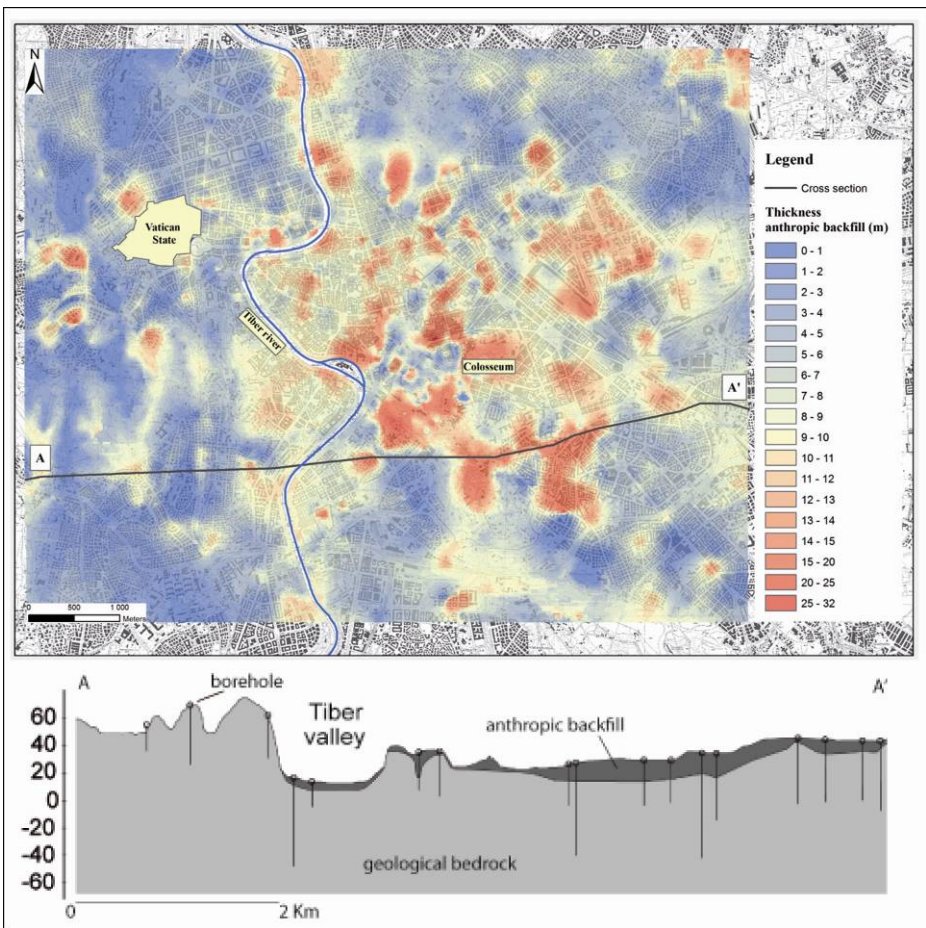 N
Vatican
State
Tiber river
Colosseum
A
A'
0 500 1 000
Meters
Legend
Cross section
Thickness
anthropic backfill (m)
0 - 1
1 - 2
2 - 3
3 - 4
4 - 5
5 - 6
6- 7
7 - 8
8 - 9
9 - 10
10 - 11
11 - 12
12 - 13
13 - 14
14 - 15
15 - 20
20 - 25
25 - 32
A
A'
borehole
Tiber
valley
anthropic backfill
60
40
20
0
-20
-40
-60
geological bedrock
0
2 Km